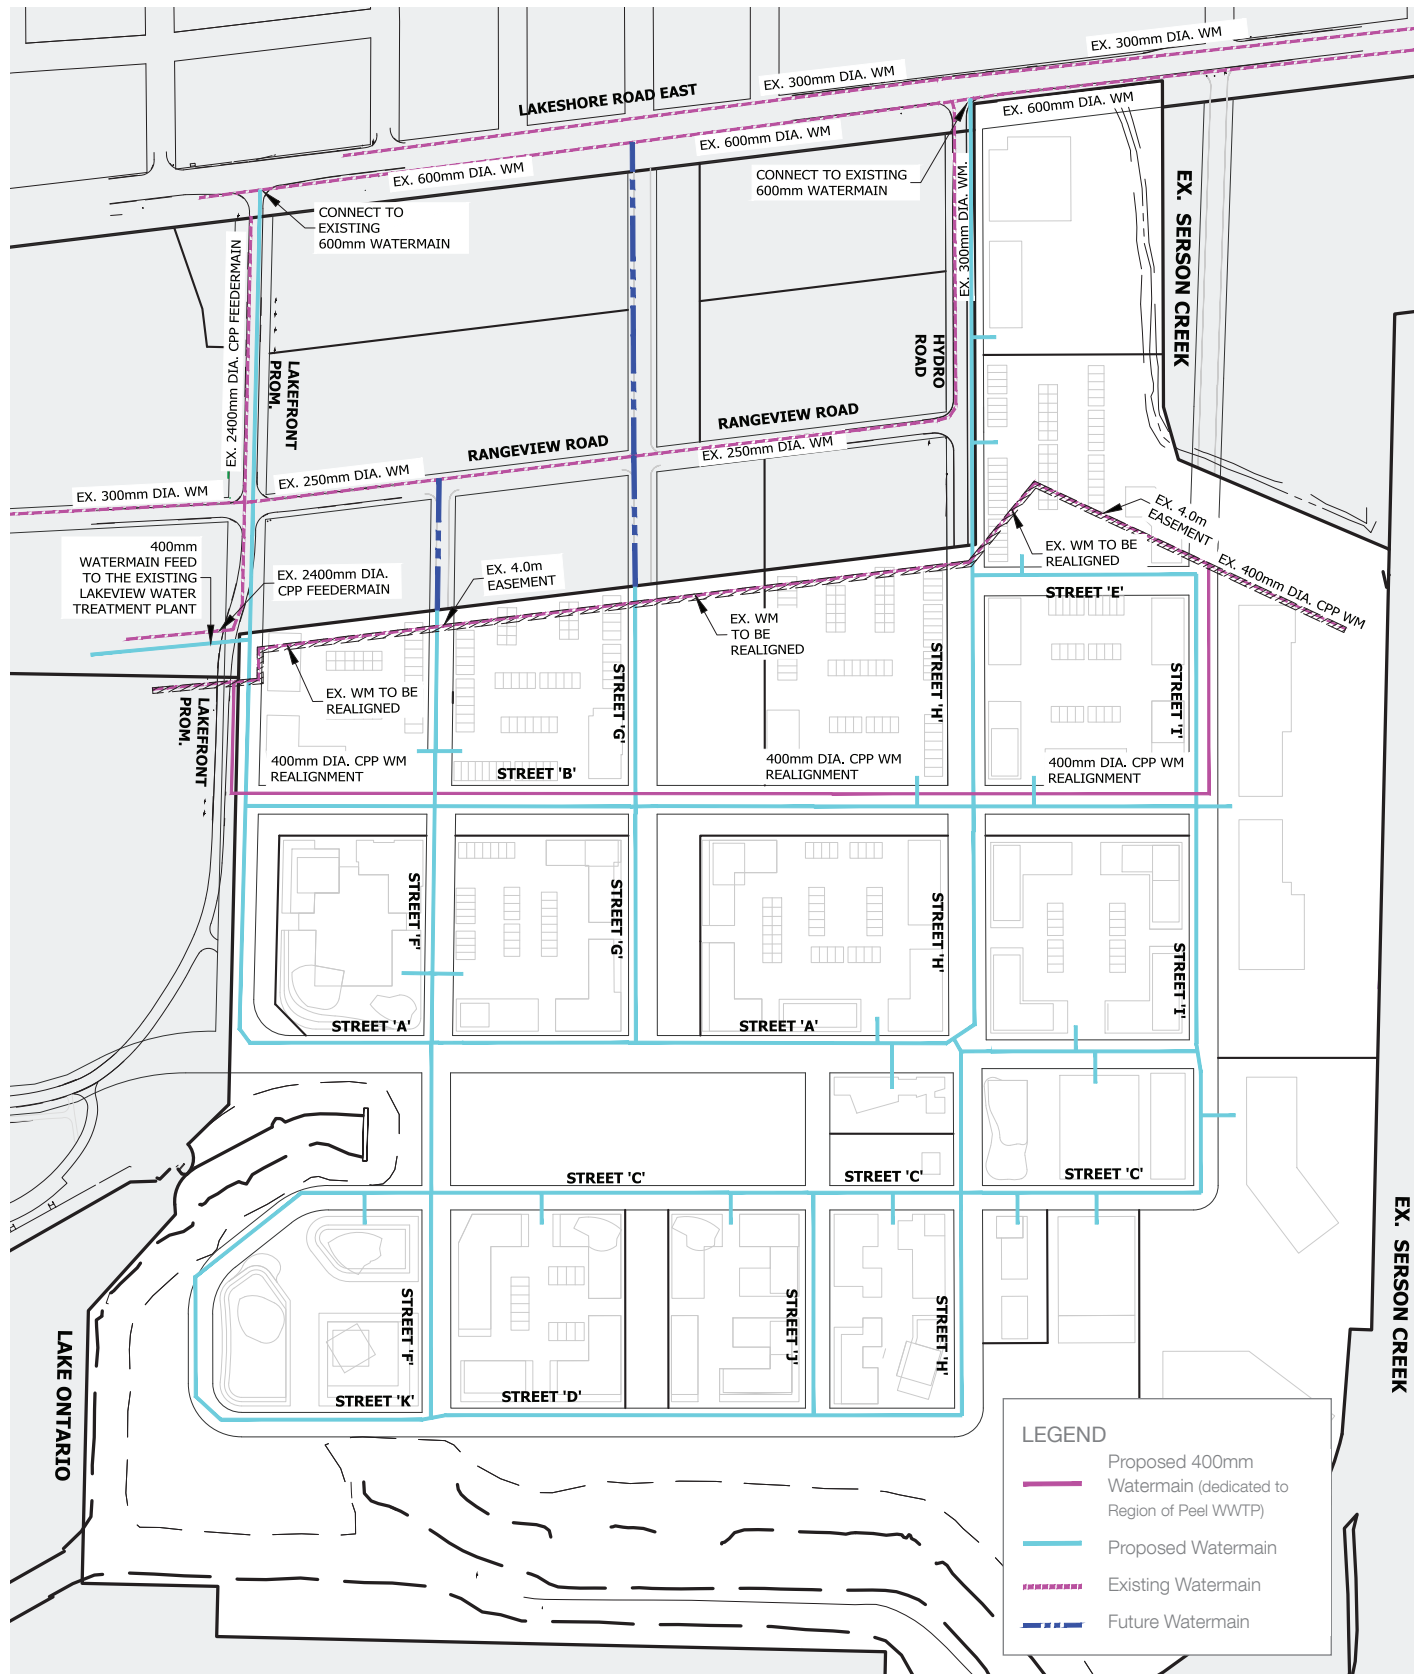 EX. 300mm DIA. WM
EX. 300mm DIA. WM
LAKESHORE ROAD EAST
EX. 600mm DIA. WM
EX. 600mm DIA. WM
EX. 600mm DIA. WM
CONNECT TO EXISTING
600mm WATERMAIN
CONNECT TO
EXISTING
600mm WATERMAIN
EX. 2400mm DIA. CPP FEEDERMAIN
EX. 300mm DIA. WM.
EX. SERSON CREEK
HYDRO
ROAD
LAKEFRONT
PROM.
RANGEVIEW ROAD
RANGEVIEW ROAD
EX. 250mm DIA. WM
EX. 250mm DIA. WM
EX. 300mm DIA. WM
EX. 4.0m
EASEMENT
EX. 400mm DIA. CPP WM
400mm
WATERMAIN FEED
TO THE EXISTING
LAKEVIEW WATER
TREATMENT PLANT
EX. 2400mm DIA.
CPP FEEDERMAIN
EX. 4.0m
EASEMENT
EX. WM TO BE
REALIGNED
STREET 'E'
EX. WM
TO BE
REALIGNED
EX. WM TO BE
REALIGNED
LAKEFRONT
PROM.
STREET 'G'
STREET 'H'
STREET 'I'
400mm DIA. CPP WM
REALIGNMENT
STREET 'B'
400mm DIA. CPP WM
REALIGNMENT
400mm DIA. CPP WM
REALIGNMENT
STREET 'F'
STREET 'G'
STREET 'H'
STREET 'I'
STREET 'A'
STREET 'A'
STREET 'C'
STREET 'C'
STREET 'C'
H
H
EX. SERSON CREEK
STREET 'F'
STREET 'J'
STREET 'H'
STREET 'K'
STREET 'D'
LAKE ONTARIO
LEGEND
Proposed 400mm
Watermain (dedicated to
Region of Peel WWTP)
Proposed Watermain
Existing Watermain
Future Watermain